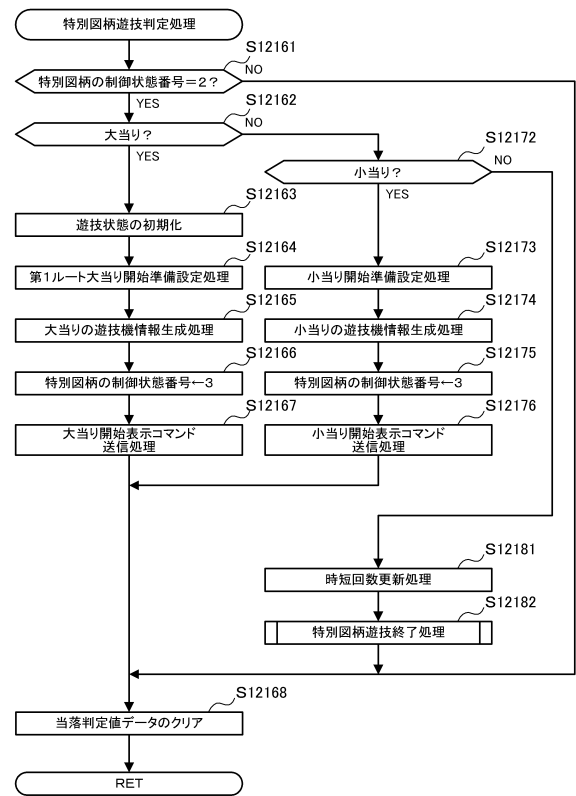 特別図柄遊技判定処理
S12161
特別図柄の制御状態番号＝2？
NO
YES
S12162
大当り？
NO
YES
S12172
小当り？
NO
YES
S12163
遊技状態の初期化
S12164
第１ルート大当り開始準備設定処理
S12173
小当り開始準備設定処理
S12165
大当りの遊技機情報生成処理
S12174
小当りの遊技機情報生成処理
S12166
特別図柄の制御状態番号←3
S12175
特別図柄の制御状態番号←3
S12167
大当り開始表示コマンド
送信処理
S12176
小当り開始表示コマンド
送信処理
S12181
時短回数更新処理
S12182
特別図柄遊技終了処理
S12168
当落判定値データのクリア
RET